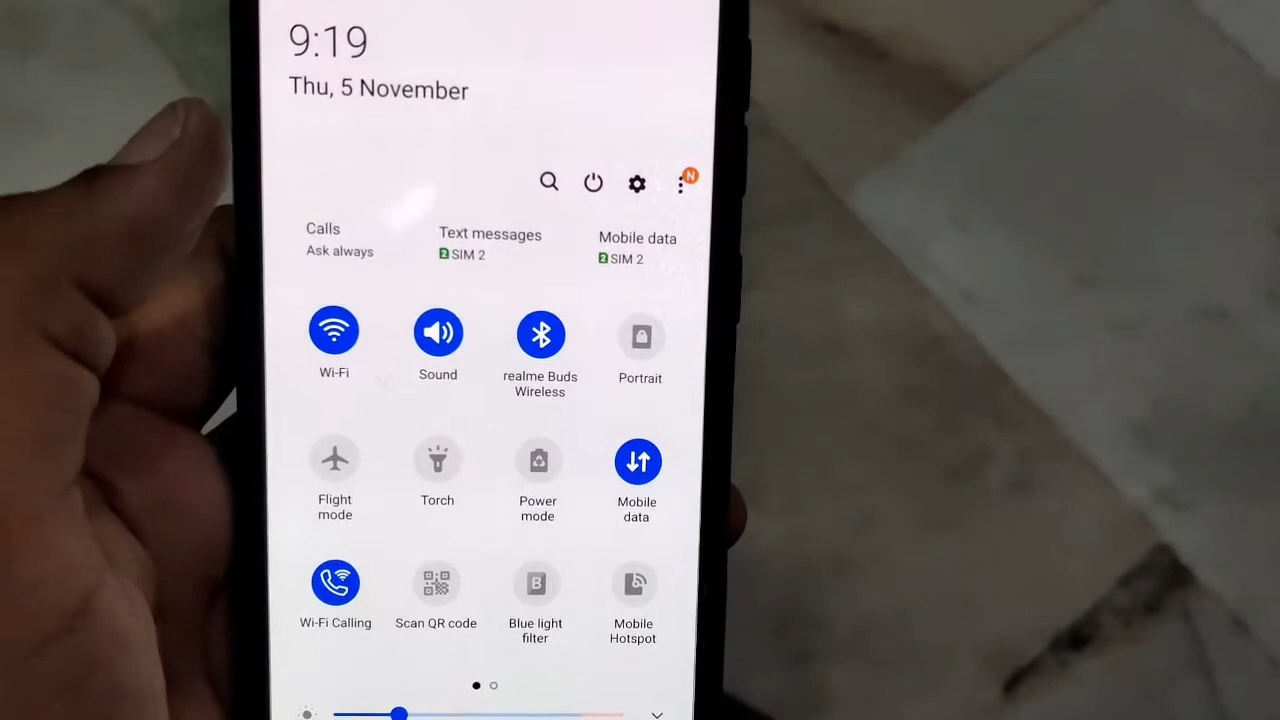 9:19
Thu, 5 November
N
Calls
Ask always
Text messages
2 SIM 2
Mobile data
2 SIM 2
Wi-Fi
Sound
realme Buds
Wireless
Portrait
Flight
mode
Torch
Power
mode
Mobile
data
Wi-Fi Calling
Scan QR code
B
Blue light
filter
Mobile
Hotspot